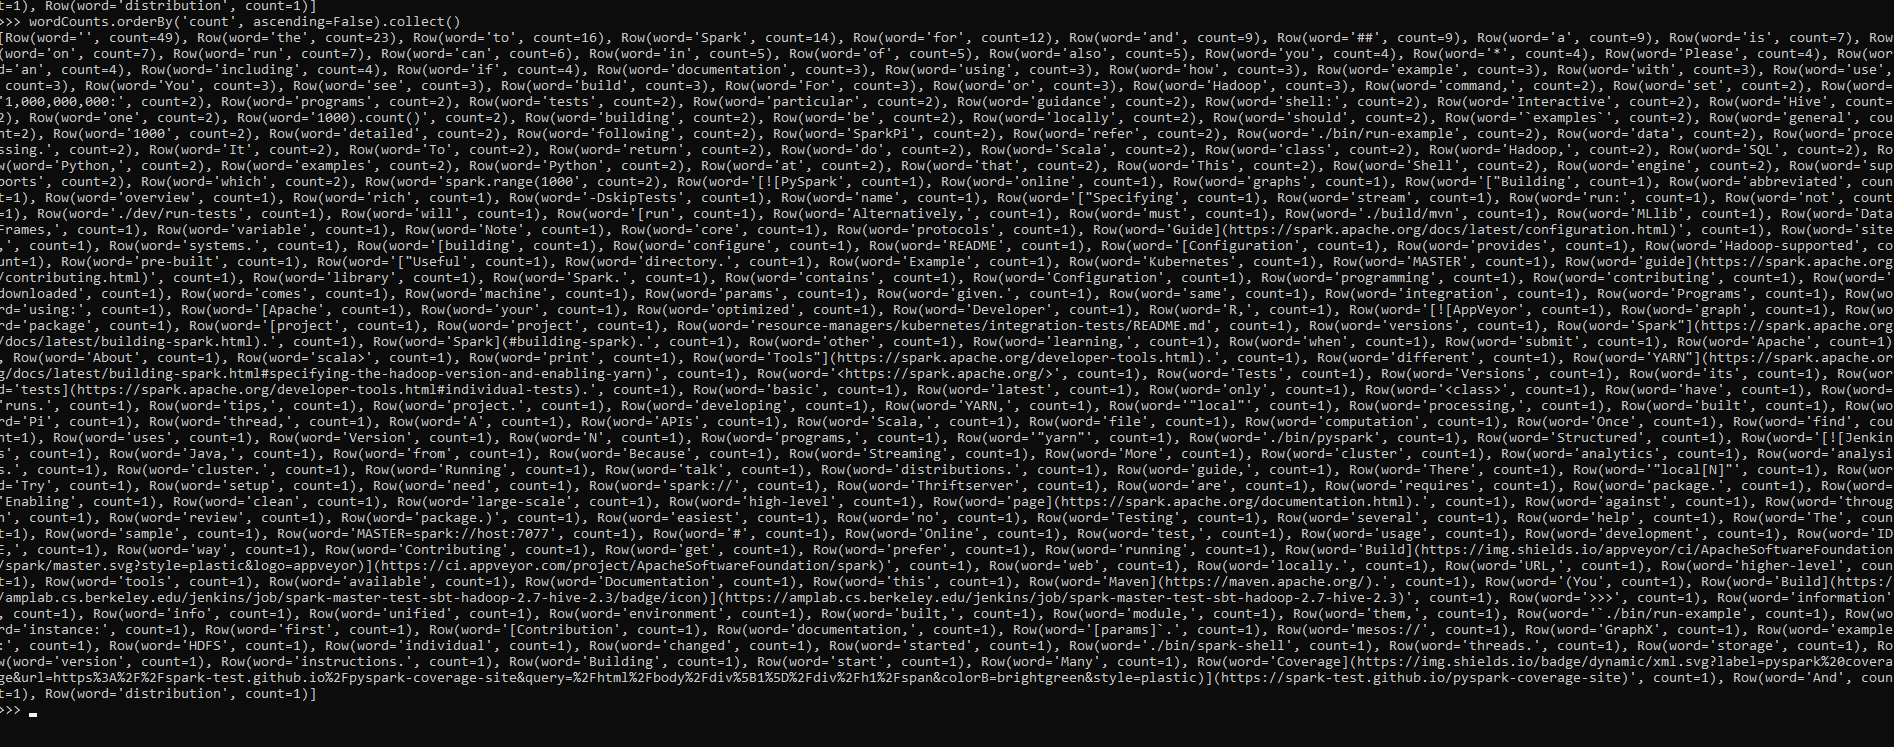 t=1), Row(word='distribution', count=1)]
>>> wordCounts.orderBy('count', ascending=False).collect()
[Row(word='', count=49), Row(word='the', count=23), Row(word='to', count=16), Row(word='Spark', count=14), Row(word='for', count=12), Row(word='and', count=9), Row(word='##', count=9), Row(word='a', count=9), Row(word='is', count=7), Row
(word='on', count=7), Row(word='run', count=7), Row(word='can', count=6), Row(word='in', count=5), Row(word='of', count=5), Row(word='also', count=5), Row(word='you', count=4), Row(word='*', count=4), Row(word='Please', count=4), Row(wor
d='an', count=4), Row(word='including', count=4), Row(word='if', count=4), Row(word='documentation', count=3), Row(word='using', count=3), Row(word='how', count=3), Row(word='example', count=3), Row(word='with', count=3), Row(word='use',
count=3), Row(word='You', count=3), Row(word='see', count=3), Row(word='build', count=3), Row(word='For', count=3), Row(word='or', count=3), Row(word='Hadoop', count=3), Row(word='command,', count=2), Row(word='set', count=2), Row(word=
'1,000,000,000:', count=2), Row(word='programs', count=2), Row(word='tests', count=2), Row(word='particular', count=2), Row(word='guidance', count=2), Row(word='shell:', count=2), Row(word='Interactive', count=2), Row(word='Hive', count=
2), Row(word='one', count=2), Row(word='1000).count()', count=2), Row(word='building', count=2), Row(word='be', count=2), Row(word='locally', count=2), Row(word='should', count=2), Row(word='`examples`', count=2), Row(word='general', cou
nt=2), Row(word='1000', count=2), Row(word='detailed', count=2), Row(word='following', count=2), Row(word='SparkPi', count=2), Row(word='refer', count=2), Row(word='./bin/run-example', count=2), Row(word='data', count=2), Row(word='proce
ssing.', count=2), Row(word='It', count=2), Row(word='To', count=2), Row(word='return', count=2), Row(word='do', count=2), Row(word='Scala', count=2), Row(word='class', count=2), Row(word='Hadoop,', count=2), Row(word='SQL', count=2), Ro
w(word='Python,', count=2), Row(word='examples', count=2), Row(word='Python', count=2), Row(word='at', count=2), Row(word='that', count=2), Row(word='This', count=2), Row(word='Shell', count=2), Row(word='engine', count=2), Row(word='sup
ports', count=2), Row(word='which', count=2), Row(word='spark.range(1000', count=2), Row(word='[![PySpark', count=1), Row(word='online', count=1), Row(word='graphs', count=1), Row(word='["Building', count=1), Row(word='abbreviated', coun
t=1), Row(word='overview', count=1), Row(word='rich', count=1), Row(word='-DskipTests', count=1), Row(word='name', count=1), Row(word='["Specifying', count=1), Row(word='stream', count=1), Row(word='run:', count=1), Row(word='not', count
=1), Row(word='./dev/run-tests', count=1), Row(word='will', count=1), Row(word='[run', count=1), Row(word='Alternatively,', count=1), Row(word='must', count=1), Row(word='./build/mvn', count=1), Row(word='MLlib', count=1), Row(word='Data
Frames,', count=1), Row(word='variable', count=1), Row(word='Note', count=1), Row(word='core', count=1), Row(word='protocols', count=1), Row(word='Guide](https://spark.apache.org/docs/latest/configuration.html)', count=1), Row(word='site
,', count=1), Row(word='systems.', count=1), Row(word='[building', count=1), Row(word='configure', count=1), Row(word='README', count=1), Row(word='[Configuration', count=1), Row(word='provides', count=1), Row(word='Hadoop-supported', co
unt=1), Row(word='pre-built', count=1), Row(word='["Useful', count=1), Row(word='directory.', count=1), Row(word='Example', count=1), Row(word='Kubernetes', count=1), Row(word='MASTER', count=1), Row(word='guide](https://spark.apache.org
/contributing.html)', count=1), Row(word='library', count=1), Row(word='Spark.', count=1), Row(word='contains', count=1), Row(word='Configuration', count=1), Row(word='programming', count=1), Row(word='contributing', count=1), Row(word='
downloaded', count=1), Row(word='comes', count=1), Row(word='machine', count=1), Row(word='params', count=1), Row(word='given.', count=1), Row(word='same', count=1), Row(word='integration', count=1), Row(word='Programs', count=1), Row(wo
rd='using:', count=1), Row(word='[Apache', count=1), Row(word='your', count=1), Row(word='optimized', count=1), Row(word='Developer', count=1), Row(word='R,', count=1), Row(word='[![AppVeyor', count=1), Row(word='graph', count=1), Row(wo
rd='package', count=1), Row(word='[project', count=1), Row(word='project', count=1), Row(word='resource-managers/kubernetes/integration-tests/README.md', count=1), Row(word='versions', count=1), Row(word='Spark"](https://spark.apache.org
/docs/latest/building-spark.html).', count=1), Row(word='Spark](#building-spark).', count=1), Row(word='other', count=1), Row(word='learning,', count=1), Row(word='when', count=1), Row(word='submit', count=1), Row(word='Apache', count=1)
, Row(word='About', count=1), Row(word='scala>', count=1), Row(word='print', count=1), Row(word='Tools"](https://spark.apache.org/developer-tools.html).', count=1), Row(word='different', count=1), Row(word='YARN"](https://spark.apache.or
g/docs/latest/building-spark.html#specifying-the-hadoop-version-and-enabling-yarn)', count=1), Row(word='<https://spark.apache.org/>', count=1), Row(word='Tests', count=1), Row(word='Versions', count=1), Row(word='its', count=1), Row(wor
d='tests](https://spark.apache.org/developer-tools.html#individual-tests).', count=1), Row(word='basic', count=1), Row(word='latest', count=1), Row(word='only', count=1), Row(word='<class>', count=1), Row(word='have', count=1), Row(word=
'runs.', count=1), Row(word='tips,', count=1), Row(word='project.', count=1), Row(word='developing', count=1), Row(word='YARN,', count=1), Row(word='"local"', count=1), Row(word='processing,', count=1), Row(word='built', count=1), Row(wo
rd='Pi', count=1), Row(word='thread,', count=1), Row(word='A', count=1), Row(word='APIs', count=1), Row(word='Scala,', count=1), Row(word='file', count=1), Row(word='computation', count=1), Row(word='Once', count=1), Row(word='find', cou
nt=1), Row(word='uses', count=1), Row(word='Version', count=1), Row(word='N', count=1), Row(word='programs,', count=1), Row(word='"yarn"', count=1), Row(word='./bin/pyspark', count=1), Row(word='Structured', count=1), Row(word='[![Jenkin
s', count=1), Row(word='Java,', count=1), Row(word='from', count=1), Row(word='Because', count=1), Row(word='Streaming', count=1), Row(word='More', count=1), Row(word='cluster', count=1), Row(word='analytics', count=1), Row(word='analysi
s.', count=1), Row(word='cluster.', count=1), Row(word='Running', count=1), Row(word='talk', count=1), Row(word='distributions.', count=1), Row(word='guide,', count=1), Row(word='There', count=1), Row(word='"local[N]"', count=1), Row(word
='Try', count=1), Row(word='setup', count=1), Row(word='need', count=1), Row(word='spark://', count=1), Row(word='Thriftserver', count=1), Row(word='are', count=1), Row(word='requires', count=1), Row(word='package.', count=1), Row(word=
'Enabling', count=1), Row(word='clean', count=1), Row(word='large-scale', count=1), Row(word='high-level', count=1), Row(word='page](https://spark.apache.org/documentation.html).', count=1), Row(word='against', count=1), Row(word='throug
h', count=1), Row(word='review', count=1), Row(word='package.)', count=1), Row(word='easiest', count=1), Row(word='no', count=1), Row(word='Testing', count=1), Row(word='several', count=1), Row(word='help', count=1), Row(word='The', coun
t=1), Row(word='sample', count=1), Row(word='MASTER=spark://host:7077', count=1), Row(word='#', count=1), Row(word='Online', count=1), Row(word='test,', count=1), Row(word='usage', count=1), Row(word='development', count=1), Row(word='ID
E,', count=1), Row(word='way', count=1), Row(word='Contributing', count=1), Row(word='get', count=1), Row(word='prefer', count=1), Row(word='running', count=1), Row(word='Build](https://img.shields.io/appveyor/ci/ApacheSoftwareFoundation
/spark/master.svg?style=plastic&logo=appveyor)](https://ci.appveyor.com/project/ApacheSoftwareFoundation/spark)', count=1), Row(word='web', count=1), Row(word='locally.', count=1), Row(word='URL,', count=1), Row(word='higher-level', coun
t=1), Row(word='tools', count=1), Row(word='available', count=1), Row(word='Documentation', count=1), Row(word='this', count=1), Row(word='Maven](https://maven.apache.org/).', count=1), Row(word='(You', count=1), Row(word='Build](https:/
/amplab.cs.berkeley.edu/jenkins/job/spark-master-test-sbt-hadoop-2.7-hive-2.3/badge/icon)](https://amplab.cs.berkeley.edu/jenkins/job/spark-master-test-sbt-hadoop-2.7-hive-2.3)', count=1), Row(word='>>>', count=1), Row(word='information'
, Row(word='info', count=1), Row(word='unified', count=1), Row(word='environment', count=1), Row(word='built,', count=1), Row(word='module,', count=1), Row(word='them,', count=1), Row(word='`./bin/run-example', count=1), Row(wo
rd='instance:', count=1), Row(word='first', count=1), Row(word='[Contribution', count=1), Row(word='documentation,', count=1), Row(word='[params]`.', count=1), Row(word='mesos://', count=1), Row(word='GraphX', count=1), Row(word='example
:', count=1), Row(word='HDFS', count=1), Row(word='individual', count=1), Row(word='changed', count=1), Row(word='started', count=1), Row(word='./bin/spark-shell', count=1), Row(word='threads.', count=1), Row(word='storage', count=1), Ro
w(word='version', count=1), Row(word='instructions.', count=1), Row(word='Building', count=1), Row(word='start', count=1), Row(word='Many', count=1), Row(word='Coverage](https://img.shields.io/badge/dynamic/xml.svg?label=pyspark%20covera
ge&url=https%3A%2F%2Fspark-test.github.io%2Fpyspark-coverage-site&query=%2Fhtml%2Fbody%2Fdiv%5B1%5D%2Fdiv%2Fh1%2Fspan&colorB=brightgreen&style=plastic)](https://spark-test.github.io/pyspark-coverage-site)', count=1), Row(word='And', coun
t=1), Row(word='distribution', count=1)]
>>>